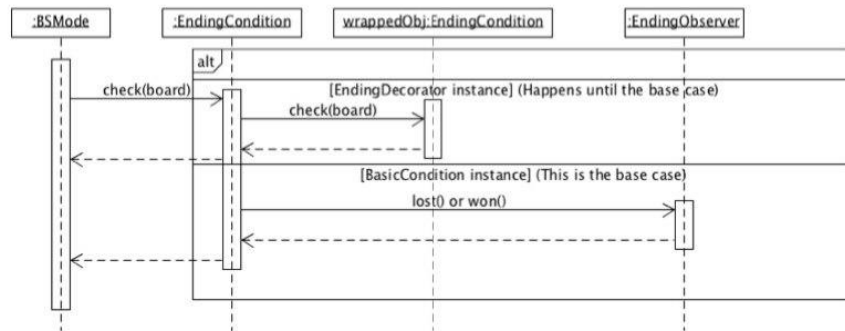 :BSMode :EndingCondition wrappedObj:EndingCondition :EndingObserver
alt
[EndingDecorator instance] (Happens until the base case)
check(board)
check(board)
[BasicCondition instance] (This is the base case)
lost() or won()